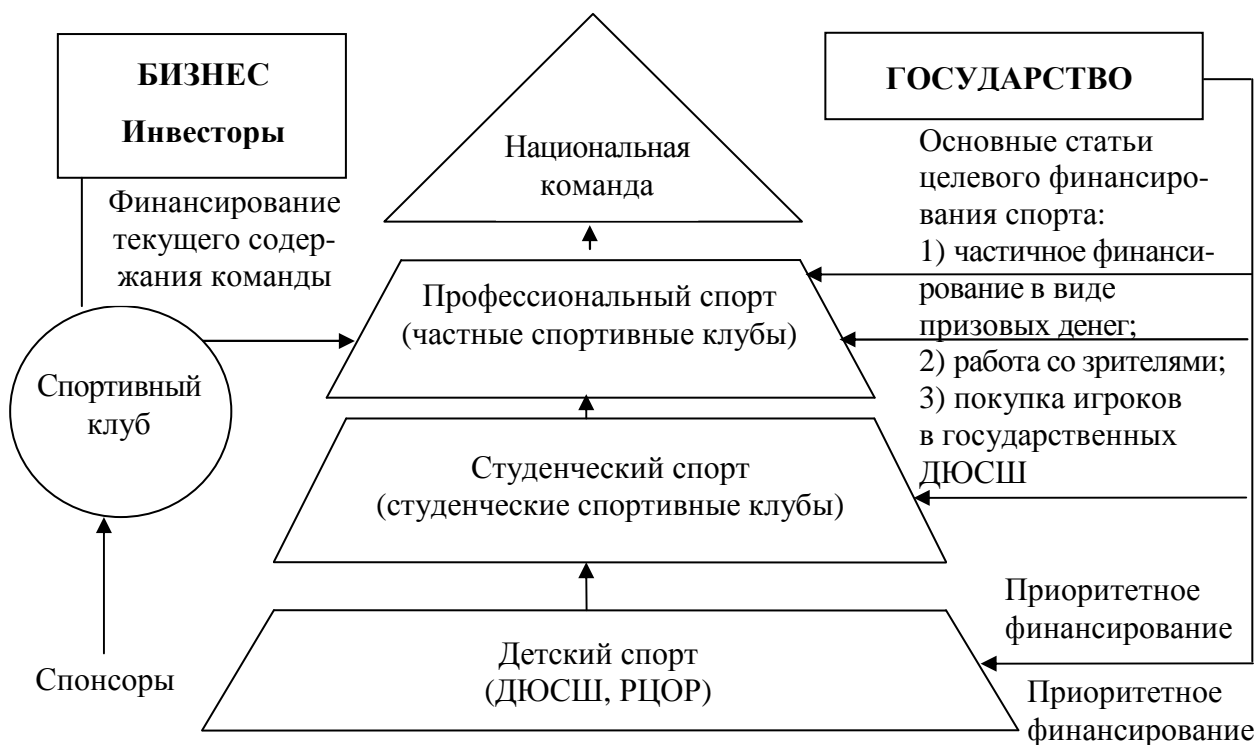 БИЗНЕС
Инвесторы
Финансирование
текущего содер-
жания команды
Спортивный
клуб
Спонсоры
Национальная
команда
Профессиональный спорт
(частные спортивные клубы)
Студенческий спорт
(студенческие спортивные клубы)
Детский спорт
(ДЮСШ, РЦОР)
ГОСУДАРСТВО
Основные статьи
целевого финансиро-
вания спорта:
1) частичное финанси-
рование в виде
призовых денег;
2) работа со зрителями;
3) покупка игроков
в государственных
ДЮСШ
Приоритетное
финансирование
Приоритетное
финансирование